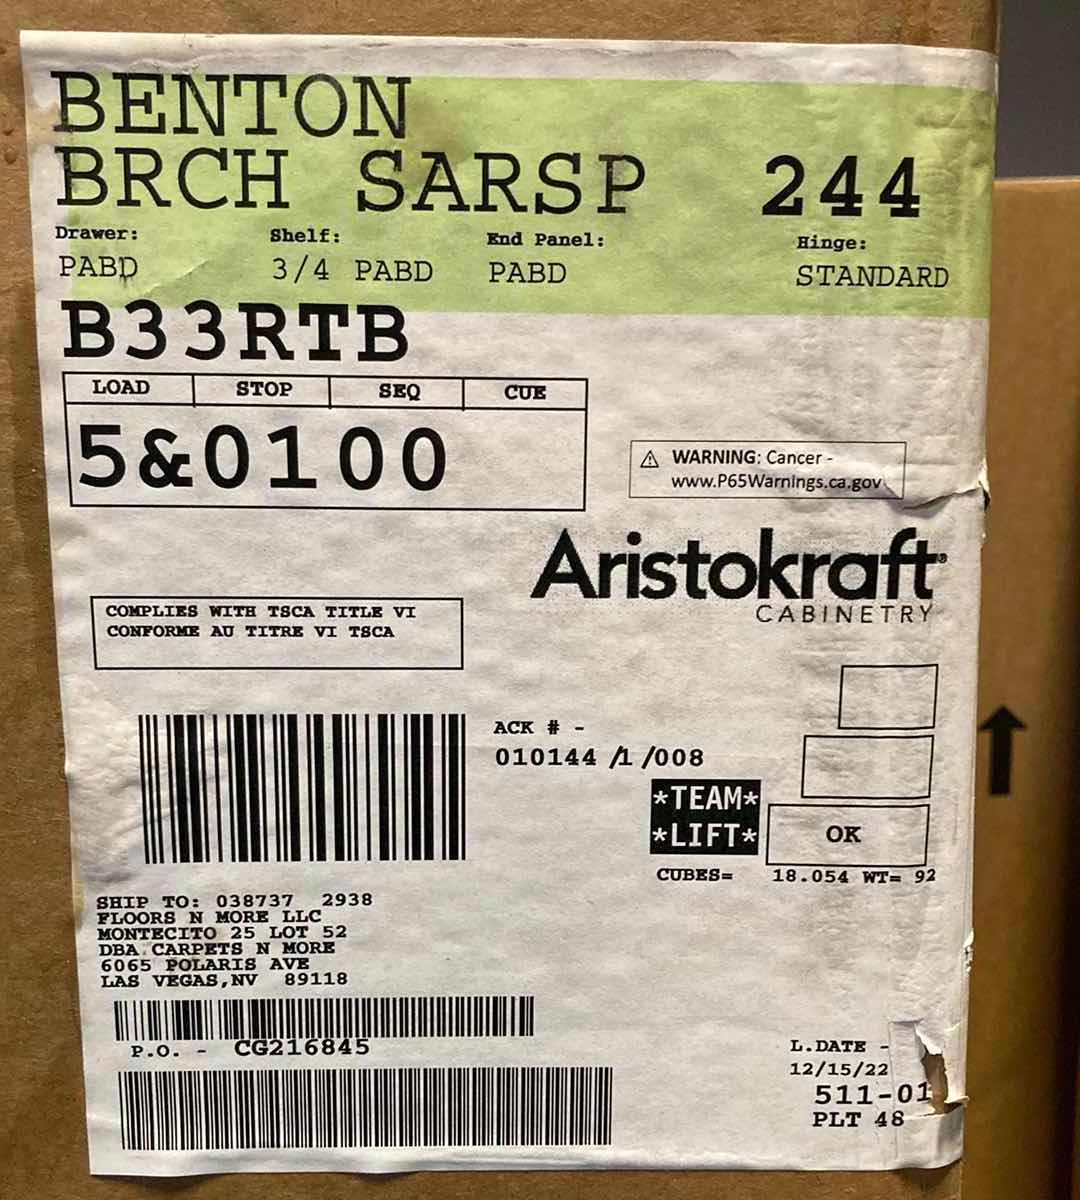 BENTON
BRCH SARSP 244
Drawer: Shelf: End Panel: Hinge:
PABD 3/4 PABD PABD STANDARD
B33RTB
LOAD STOP SEQ CUE
5&0100
WARNING: Cancer -
www.P65Warnings.ca.gov
Aristokraft®
CABINETRY
COMPLIES WITH TSCA TITLE VI
CONFORME AU TITRE VI TSCA
ACK # -
010144 /1 /008
*TEAM*
*LIFT*
OK
CUBES= 18.054 WT= 92
SHIP TO: 038737 2938
FLOORS N MORE LLC
MONTECITO 25 LOT 52
DBA CARPETS N MORE
6065 POLARIS AVE
LAS VEGAS,NV 89118
P.O. - CG216845
L.DATE -
12/15/22
511-01
PLT 48